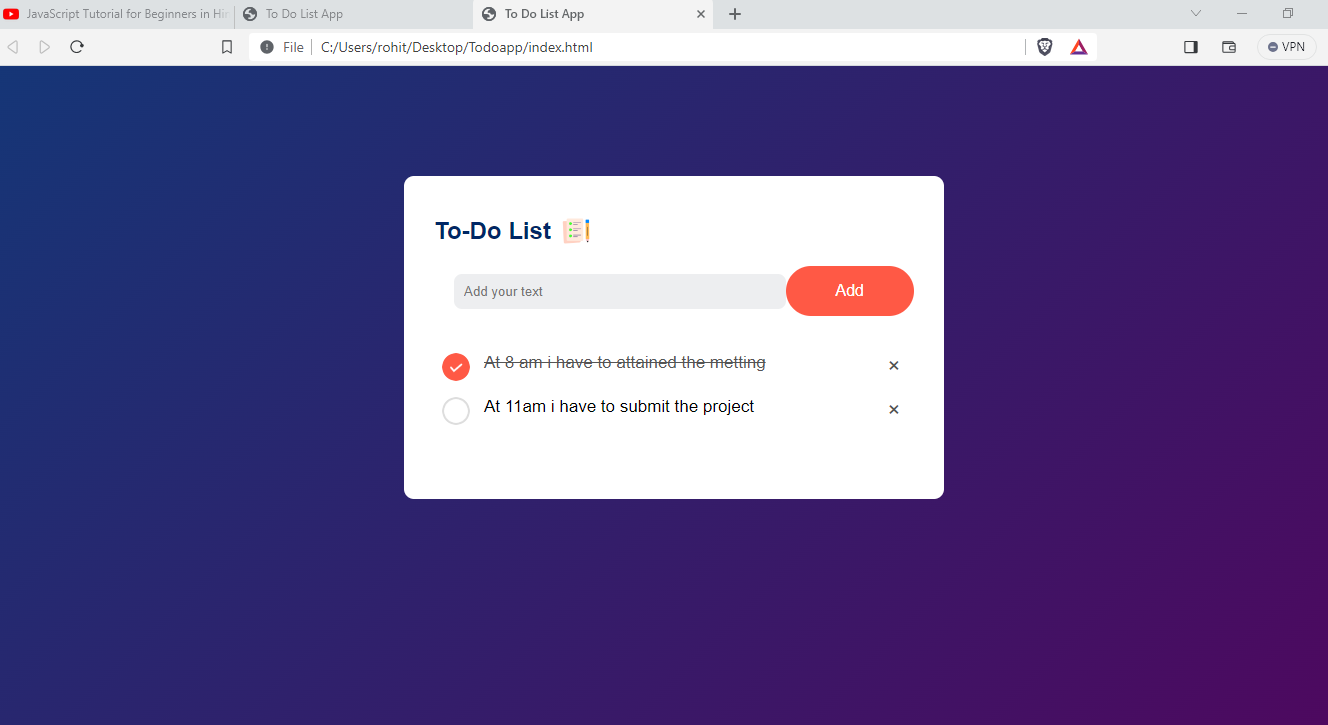 JavaScript Tutorial for Beginners in Hin
To Do List App
To Do List App
File
C:/Users/rohit/Desktop/Todoapp/index.html
VPN
To-Do List
Add your text
Add
At 8 am i have to attained the metting
At 11am i have to submit the project